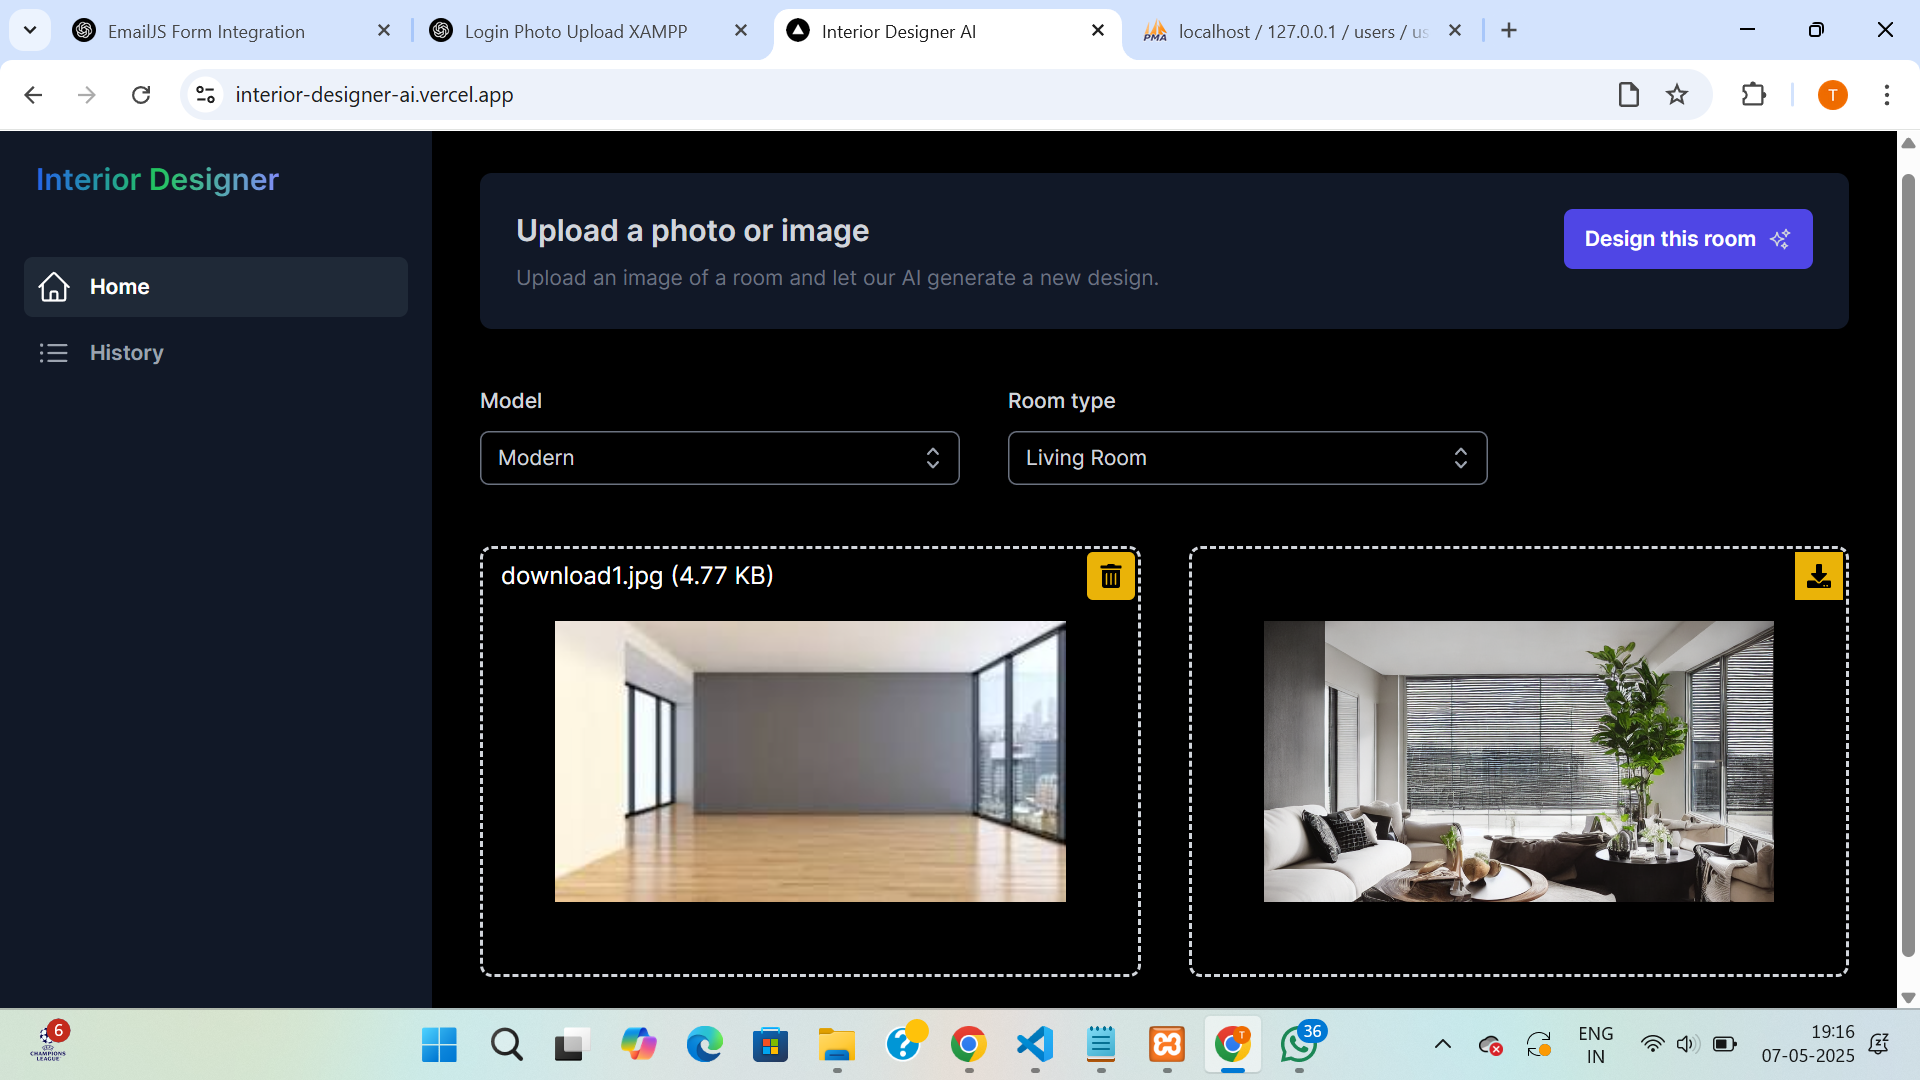 EmailJS Form Integration
Login Photo Upload XAMPP
Interior Designer AI
PMA
localhost / 127.0.0.1 / users / us
interior-designer-ai.vercel.app
T
Interior Designer
Home
History
Upload a photo or image
Upload an image of a room and let our AI generate a new design.
Design this room
Model
Room type
Modern
Living Room
download1.jpg (4.77 KB)
6
CHAMPIONS
LEAGUE
T
36
ENG
IN
19:16
07-05-2025